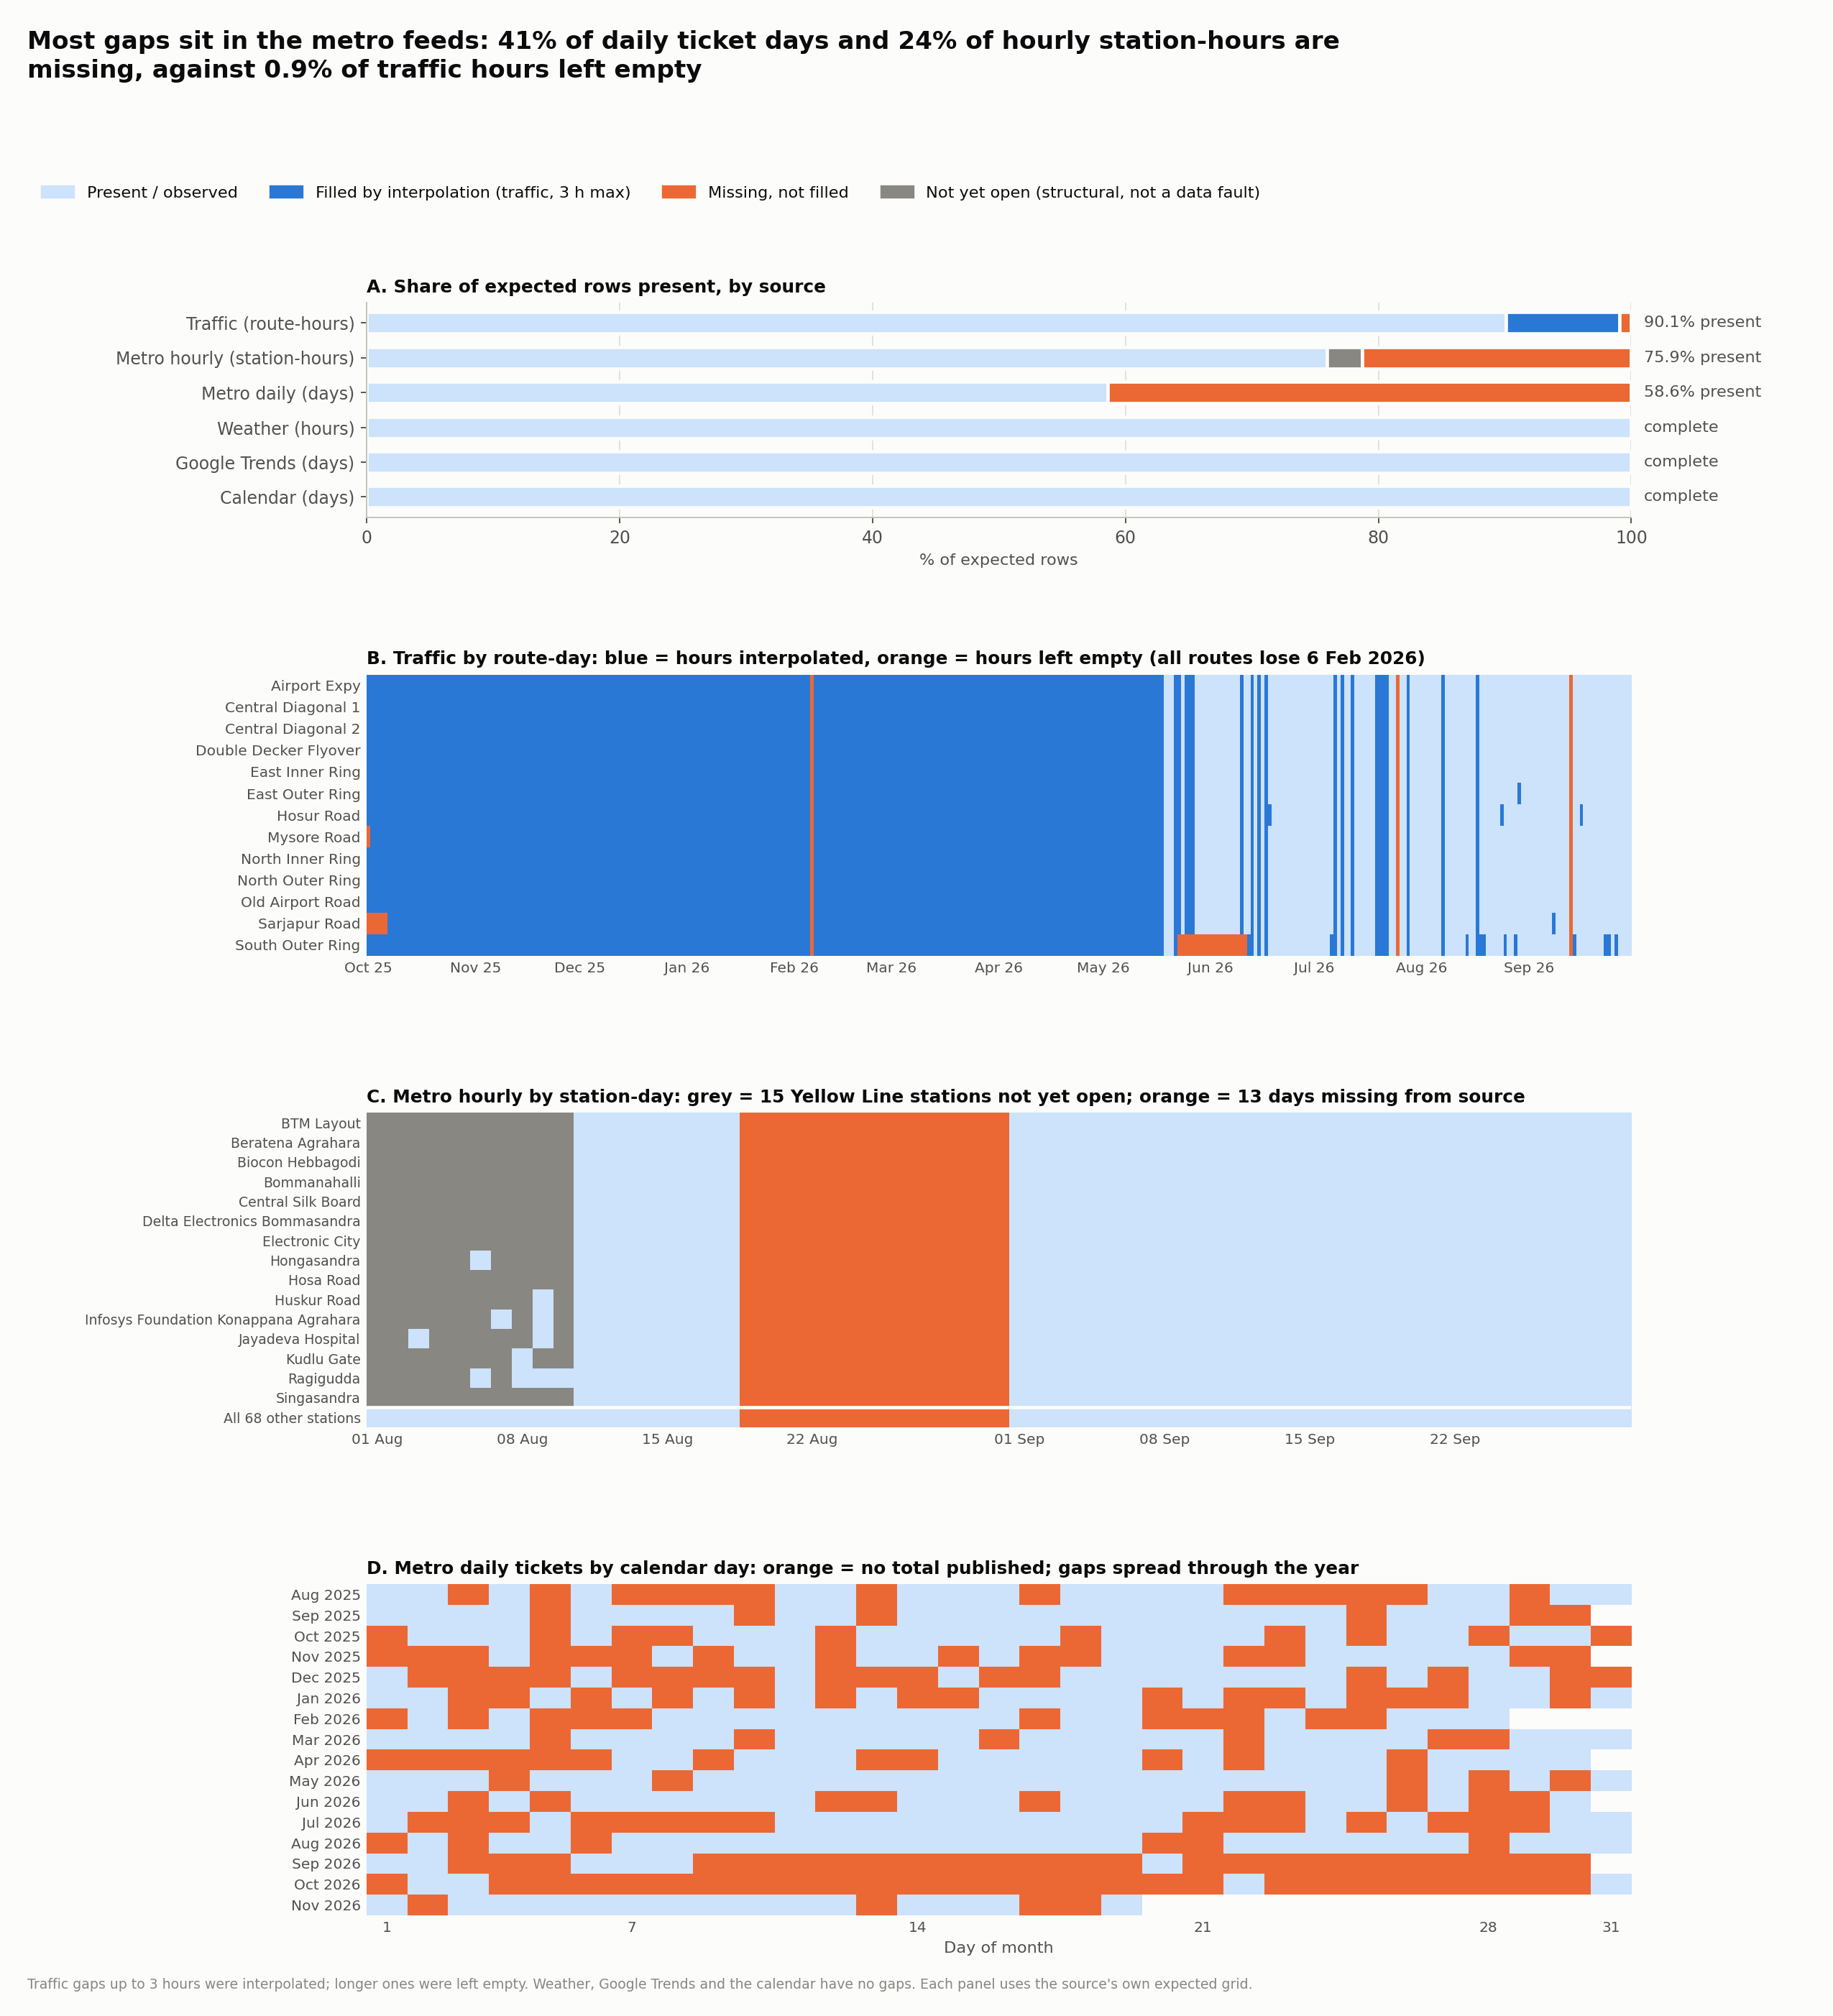 Most gaps sit in the metro feeds: 41% of daily ticket days and 24% of hourly station-hours are
missing, against 0.9% of traffic hours left empty
Present / observed
Filled by interpolation (traffic, 3 h max)
Missing, not filled
Not yet open (structural, not a data fault)
A. Share of expected rows present, by source
Traffic (route-hours)
90.1% present
Metro hourly (station-hours)
75.9% present
Metro daily (days)
58.6% present
Weather (hours)
complete
Google Trends (days)
complete
Calendar (days)
complete
0 20 40 60 80 100
% of expected rows
B. Traffic by route-day: blue = hours interpolated, orange = hours left empty (all routes lose 6 Feb 2026)
Airport Expy
Central Diagonal 1
Central Diagonal 2
Double Decker Flyover
East Inner Ring
East Outer Ring
Hosur Road
Mysore Road
North Inner Ring
North Outer Ring
Old Airport Road
Sarjapur Road
South Outer Ring
Oct 25 Nov 25 Dec 25 Jan 26 Feb 26 Mar 26 Apr 26 May 26 Jun 26 Jul 26 Aug 26 Sep 26
C. Metro hourly by station-day: grey = 15 Yellow Line stations not yet open; orange = 13 days missing from source
BTM Layout
Beratena Agrahara
Biocon Hebbagodi
Bommanahalli
Central Silk Board
Delta Electronics Bommasandra
Electronic City
Hongasandra
Hosa Road
Huskur Road
Infosys Foundation Konappana Agrahara
Jayadeva Hospital
Kudlu Gate
Ragigudda
Singasandra
All 68 other stations
01 Aug 08 Aug 15 Aug 22 Aug 01 Sep 08 Sep 15 Sep 22 Sep
D. Metro daily tickets by calendar day: orange = no total published; gaps spread through the year
Aug 2025
Sep 2025
Oct 2025
Nov 2025
Dec 2025
Jan 2026
Feb 2026
Mar 2026
Apr 2026
May 2026
Jun 2026
Jul 2026
Aug 2026
Sep 2026
Oct 2026
Nov 2026
1 7 14 21 28 31
Day of month
Traffic gaps up to 3 hours were interpolated; longer ones were left empty. Weather, Google Trends and the calendar have no gaps. Each panel uses the source's own expected grid.